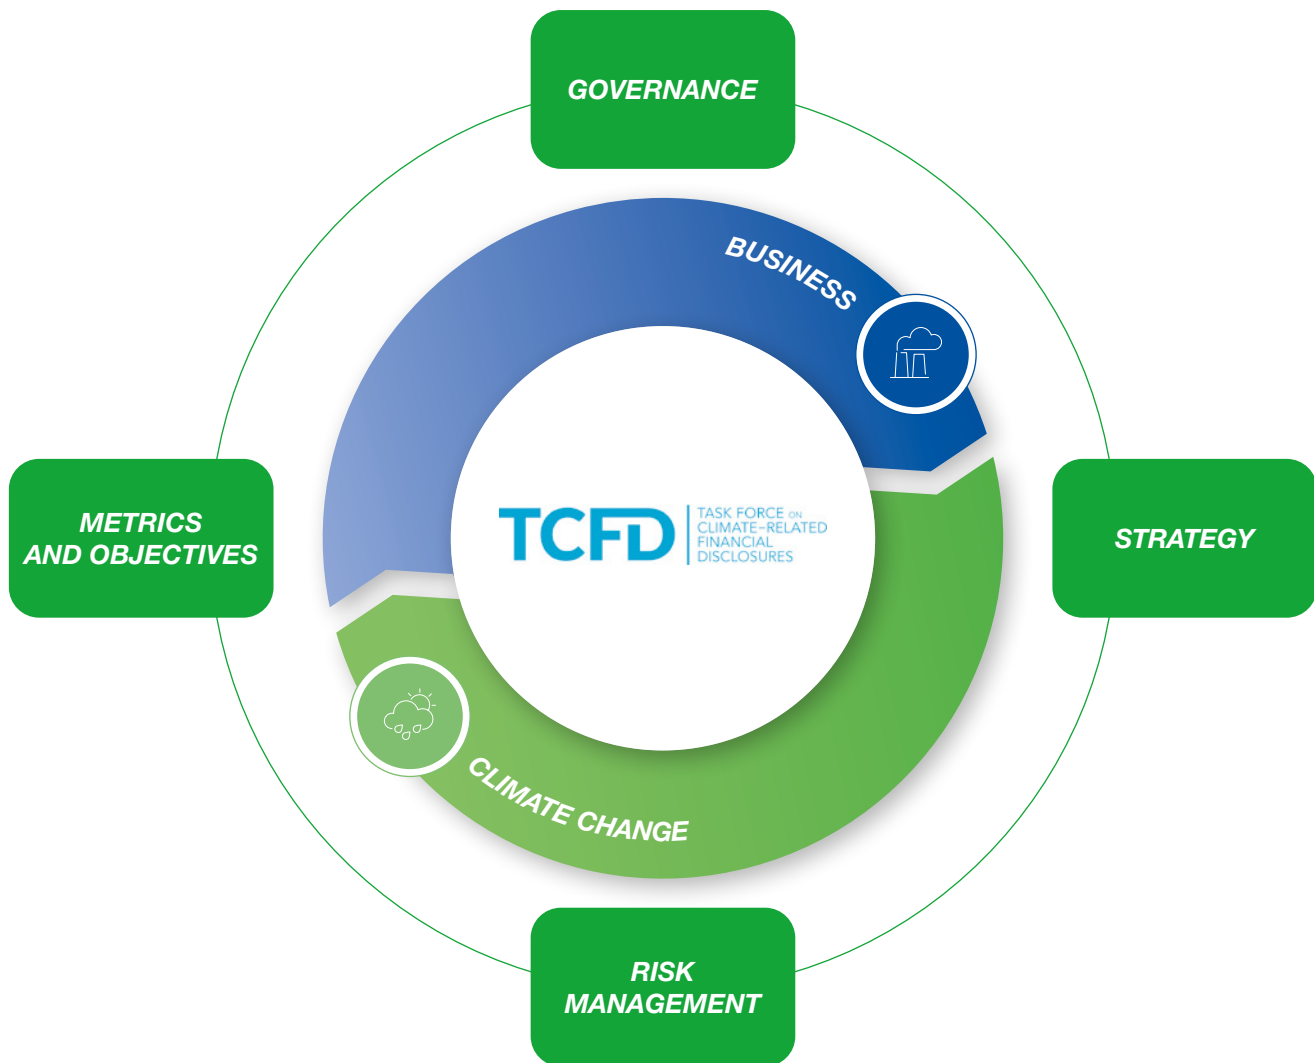 GOVERNANCE
BUSINESS
TCFD
TASK FORCE ON
CLIMATE-RELATED
FINANCIAL
DISCLOSURES
METRICS
AND OBJECTIVES
STRATEGY
CLIMATE CHANGE
RISK
MANAGEMENT